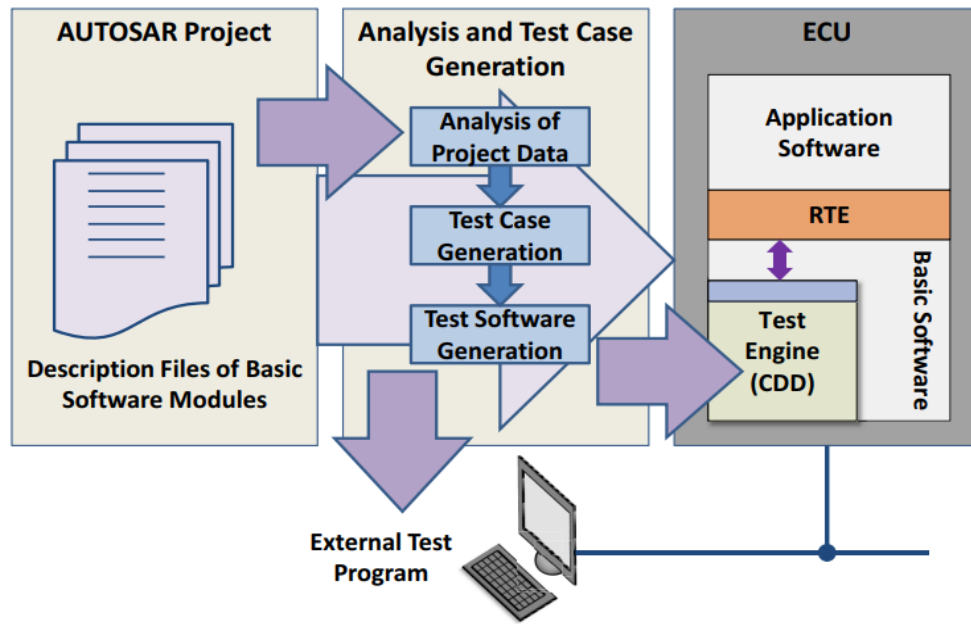 AUTOSAR Project
Description Files of Basic
Software Modules
Analysis and Test Case
Generation
Analysis of
Project Data
Test Case
Generation
Test Software
Generation
ECU
Application
Software
RTE
Basic Software
Test
Engine
(CDD)
External Test
Program